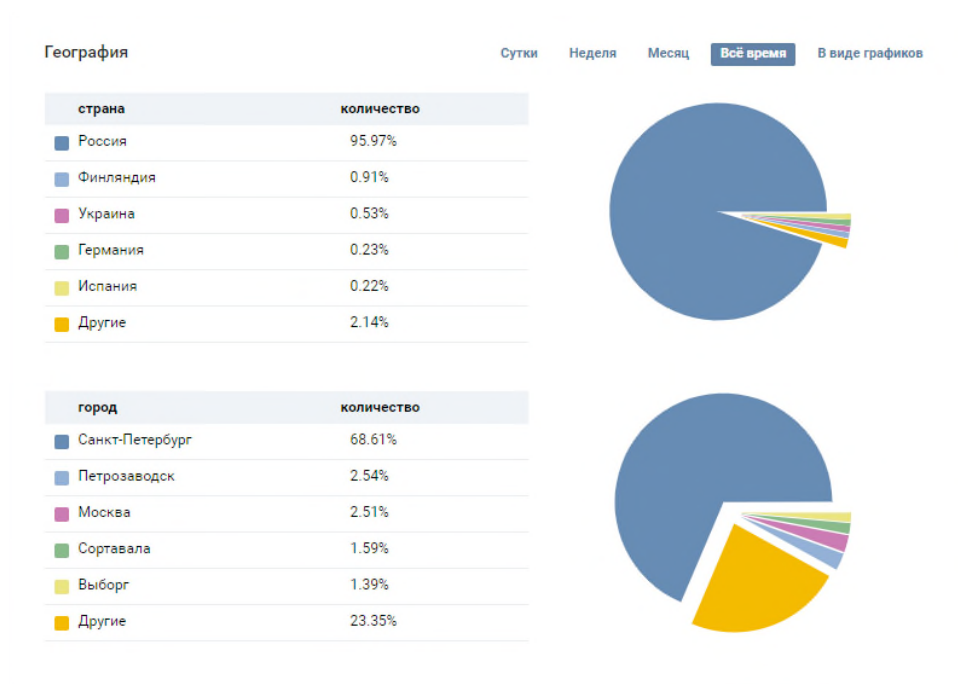 География Сутки Неделя Месяц Всё время В виде графиков
страна количество
Россия 95.97%
Финляндия 0.91%
Украина 0.53%
Германия 0.23%
Испания 0.22%
Другие 2.14%
город количество
Санкт-Петербург 68.61%
Петрозаводск 2.54%
Москва 2.51%
Сортавала 1.59%
Выборг 1.39%
Другие 23.35%